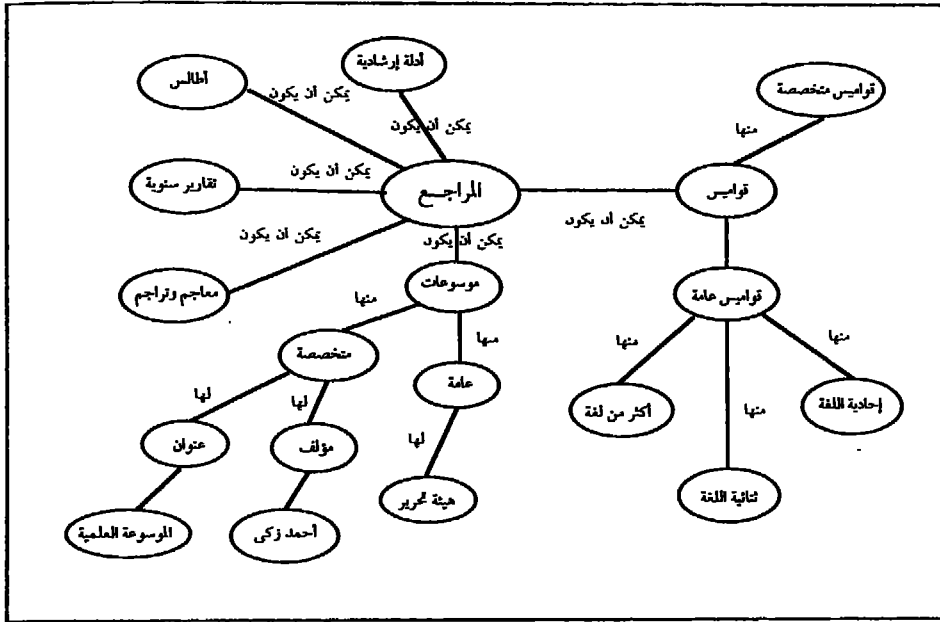 أدلة إرشادية
أطالس
قواميس متخصصة
يمكن أن يكون
يمكن أن يكون
منها
تقارير سنوية
يمكن أن يكون
المراجع
قواميس
يمكن أن يكون
يمكن أن يكون
يمكن أن يكون
معاجم وتراجم
موسوعات
قواميس عامة
منها
منها
منها
منها
متخصصة
عامة
إحادية اللغة
أكثر من لغة
منها
لها
لها
لها
عنوان
مؤلف
هيئة تحرير
ثنائية اللغة
الموسوعة العلمية
أحمد زكى